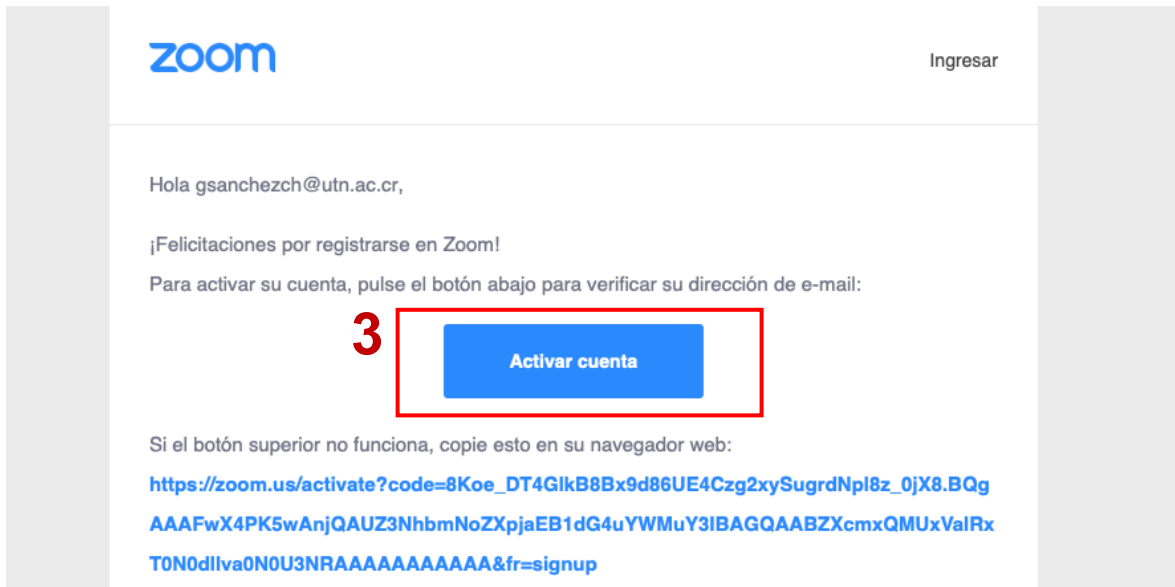 zoom
Ingresar
Hola gsanchezch@utn.ac.cr,
¡Felicitaciones por registrarse en Zoom!
Para activar su cuenta, pulse el botón abajo para verificar su dirección de e-mail:
3
Activar cuenta
Si el botón superior no funciona, copie esto en su navegador web:
https://zoom.us/activate?code=8Koe_DT4GlkB8Bx9d86UE4Czg2xySugrdNpl8z_0jX8.BQg
AAAFwX4PK5wAnjQAUZ3NhbmNoZXpjaEB1dG4uYWMuY3IBAGQAABZXcmxQMUxValRx
T0N0dllva0N0U3NRAAAAAAAAAAA&fr=signup